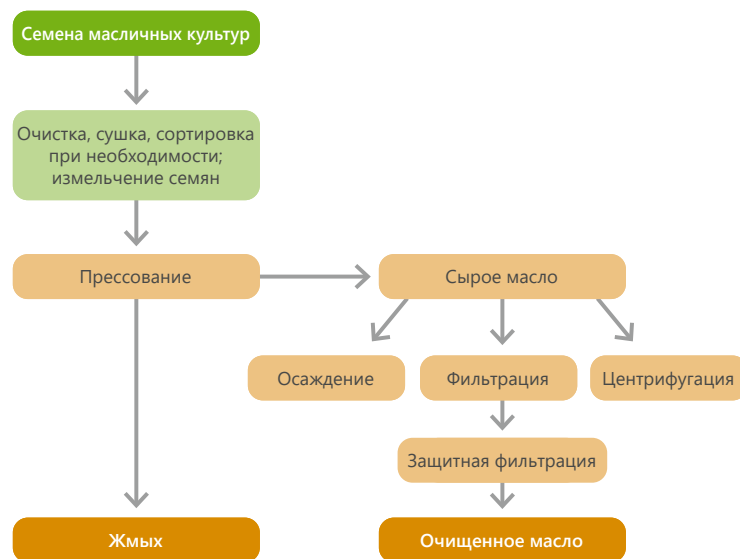 Семена масличных культур
Очистка, сушка, сортировка
при необходимости;
измельчение семян
Прессование
Сырое масло
Осаждение
Фильтрация
Центрифугация
Защитная фильтрация
Жмых
Очищенное масло